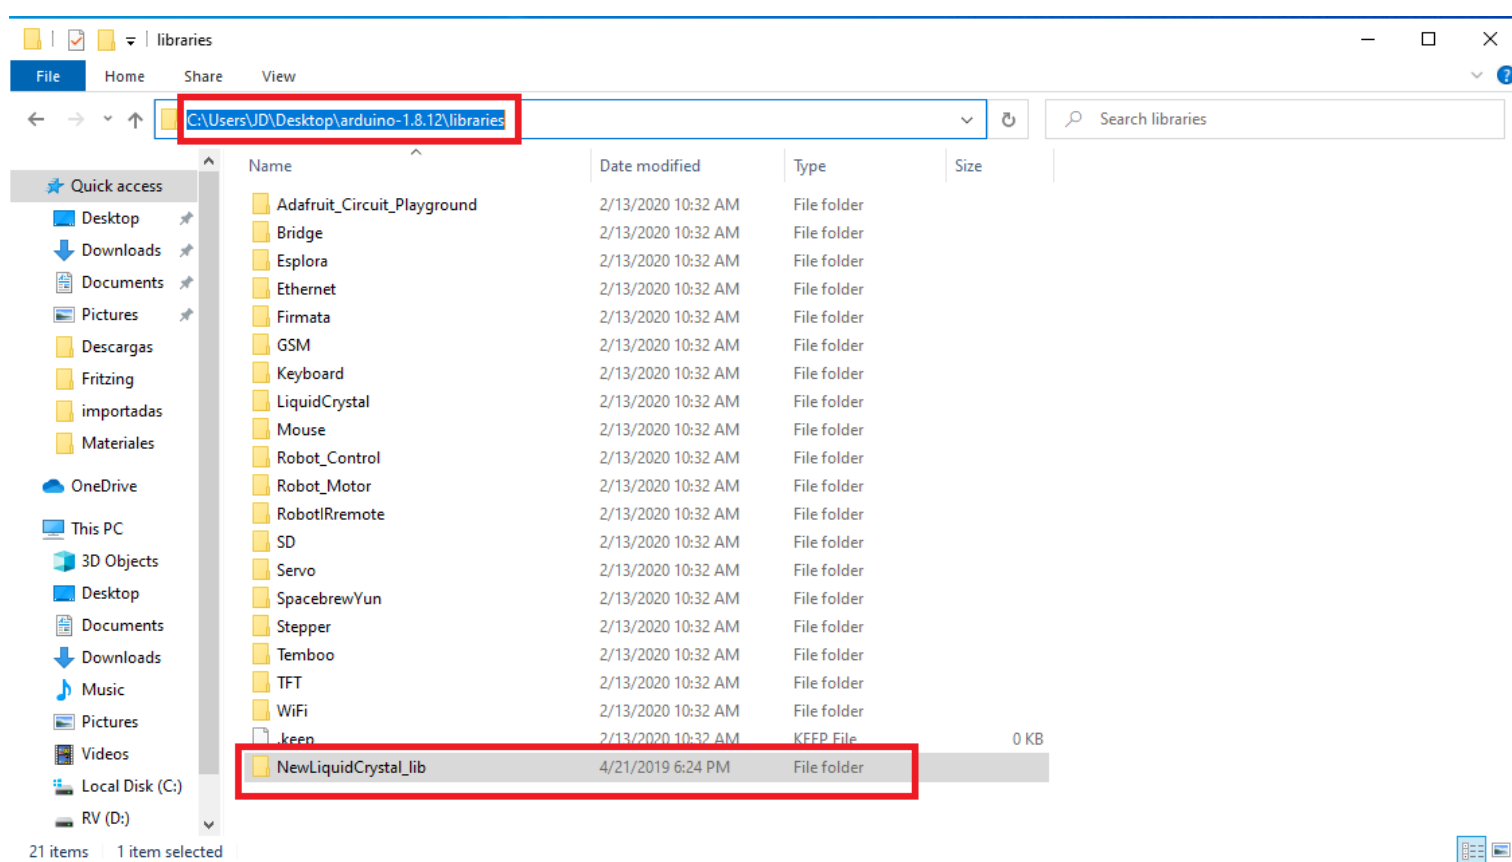 libraries
File Home Share View
C:\Users\JD\Desktop\arduino-1.8.12\libraries
Search libraries
Name Date modified Type Size
Quick access
Desktop
Downloads
Documents
Pictures
Descargas
Fritzing
importadas
Materiales
OneDrive
This PC
3D Objects
Desktop
Documents
Downloads
Music
Pictures
Videos
Local Disk (C:)
RV (D:)
Adafruit_Circuit_Playground 2/13/2020 10:32 AM File folder
Bridge 2/13/2020 10:32 AM File folder
Esplora 2/13/2020 10:32 AM File folder
Ethernet 2/13/2020 10:32 AM File folder
Firmata 2/13/2020 10:32 AM File folder
GSM 2/13/2020 10:32 AM File folder
Keyboard 2/13/2020 10:32 AM File folder
LiquidCrystal 2/13/2020 10:32 AM File folder
Mouse 2/13/2020 10:32 AM File folder
Robot_Control 2/13/2020 10:32 AM File folder
Robot_Motor 2/13/2020 10:32 AM File folder
RobotIRremote 2/13/2020 10:32 AM File folder
SD 2/13/2020 10:32 AM File folder
Servo 2/13/2020 10:32 AM File folder
SpacebrewYun 2/13/2020 10:32 AM File folder
Stepper 2/13/2020 10:32 AM File folder
Temboo 2/13/2020 10:32 AM File folder
TFT 2/13/2020 10:32 AM File folder
WiFi 2/13/2020 10:32 AM File folder
.keep 2/13/2020 10:32 AM KEEP File 0 KB
NewLiquidCrystal_lib 4/21/2019 6:24 PM File folder
21 items 1 item selected